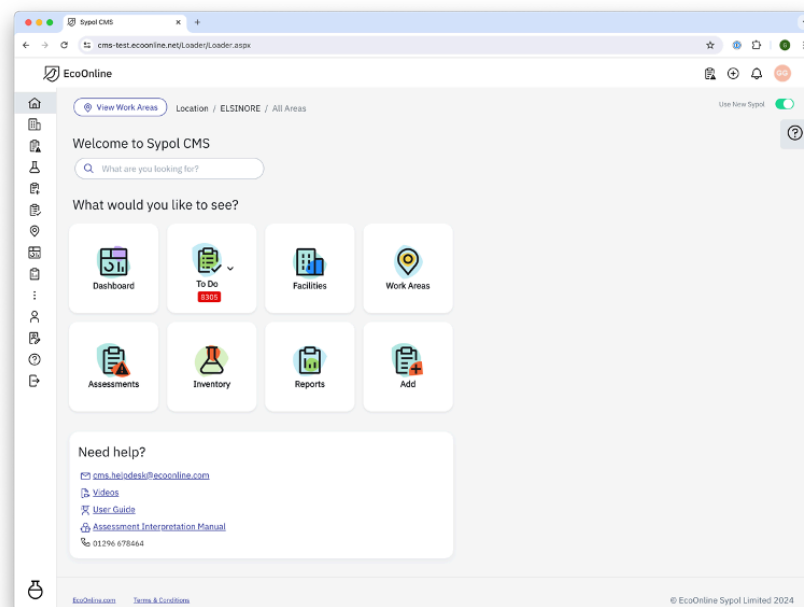 Sypol CMS
cms-test.ecoonline.net/Loader/Loader.aspx
EcoOnline
GG
View Work Areas Location / ELSINORE / All Areas
Use New Sypol
Welcome to Sypol CMS
What are you looking for?
What would you like to see?
Dashboard
To Do
8305
Facilities
Work Areas
Assessments
Inventory
Reports
Add
Need help?
cms.helpdesk@ecoonline.com
Videos
User Guide
Assessment Interpretation Manual
01296 678464
EcoOnline.com Terms & Conditions
© EcoOnline Sypol Limited 2024